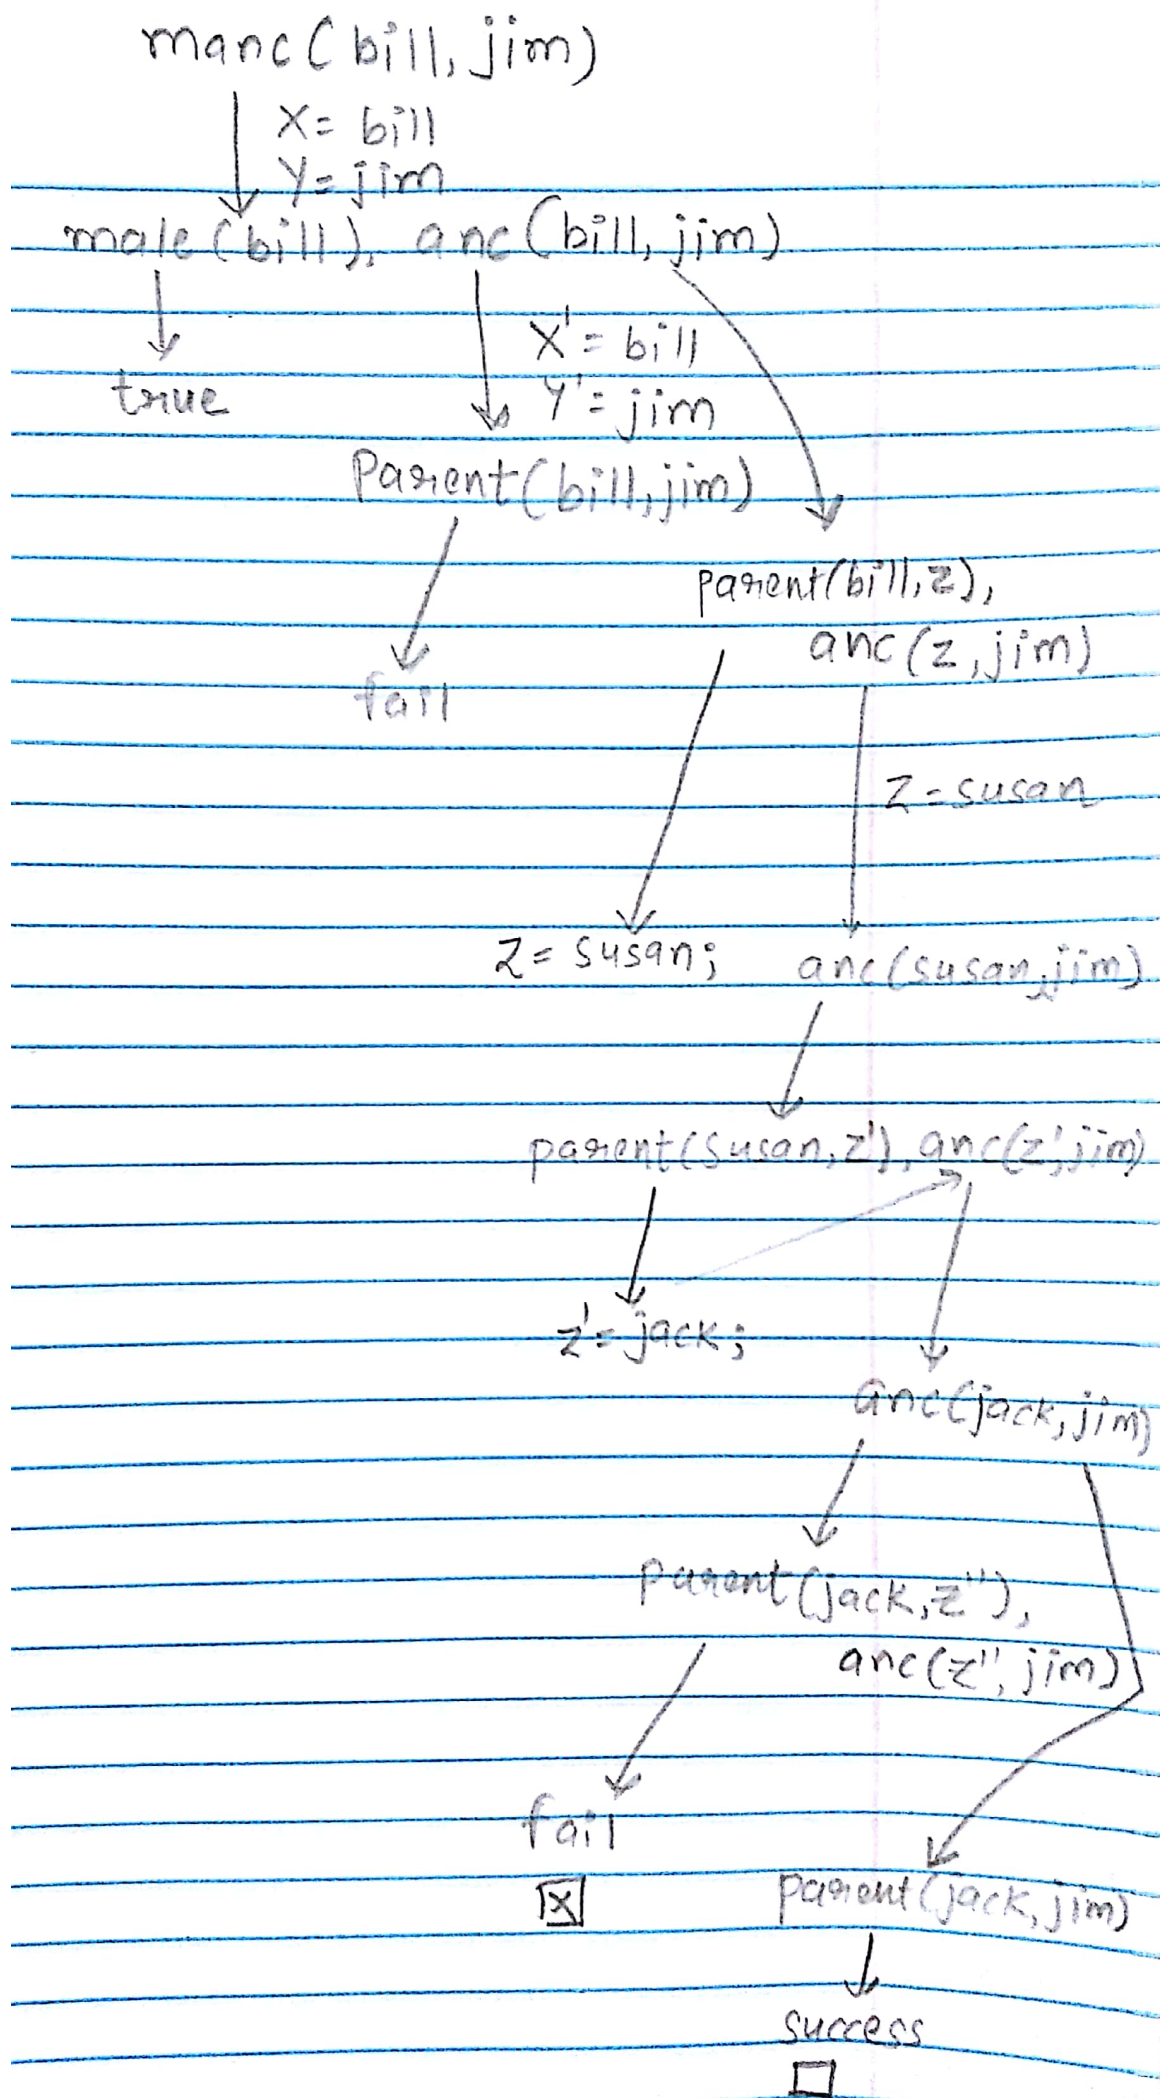 manc(bill, jim)
X= bill
Y= jim
male(bill), anc(bill, jim)
X'= bill
true
Y'= jim
Parent(bill, jim)
parent(bill, z),
anc(z, jim)
fail
Z=susan
Z= susan; anc(susan, jim)
parent(susan, z'), anc(z', jim)
z'= jack;
anc(jack, jim)
parent(jack, z''),
anc(z'', jim)
fail
X
parent(jack, jim)
success